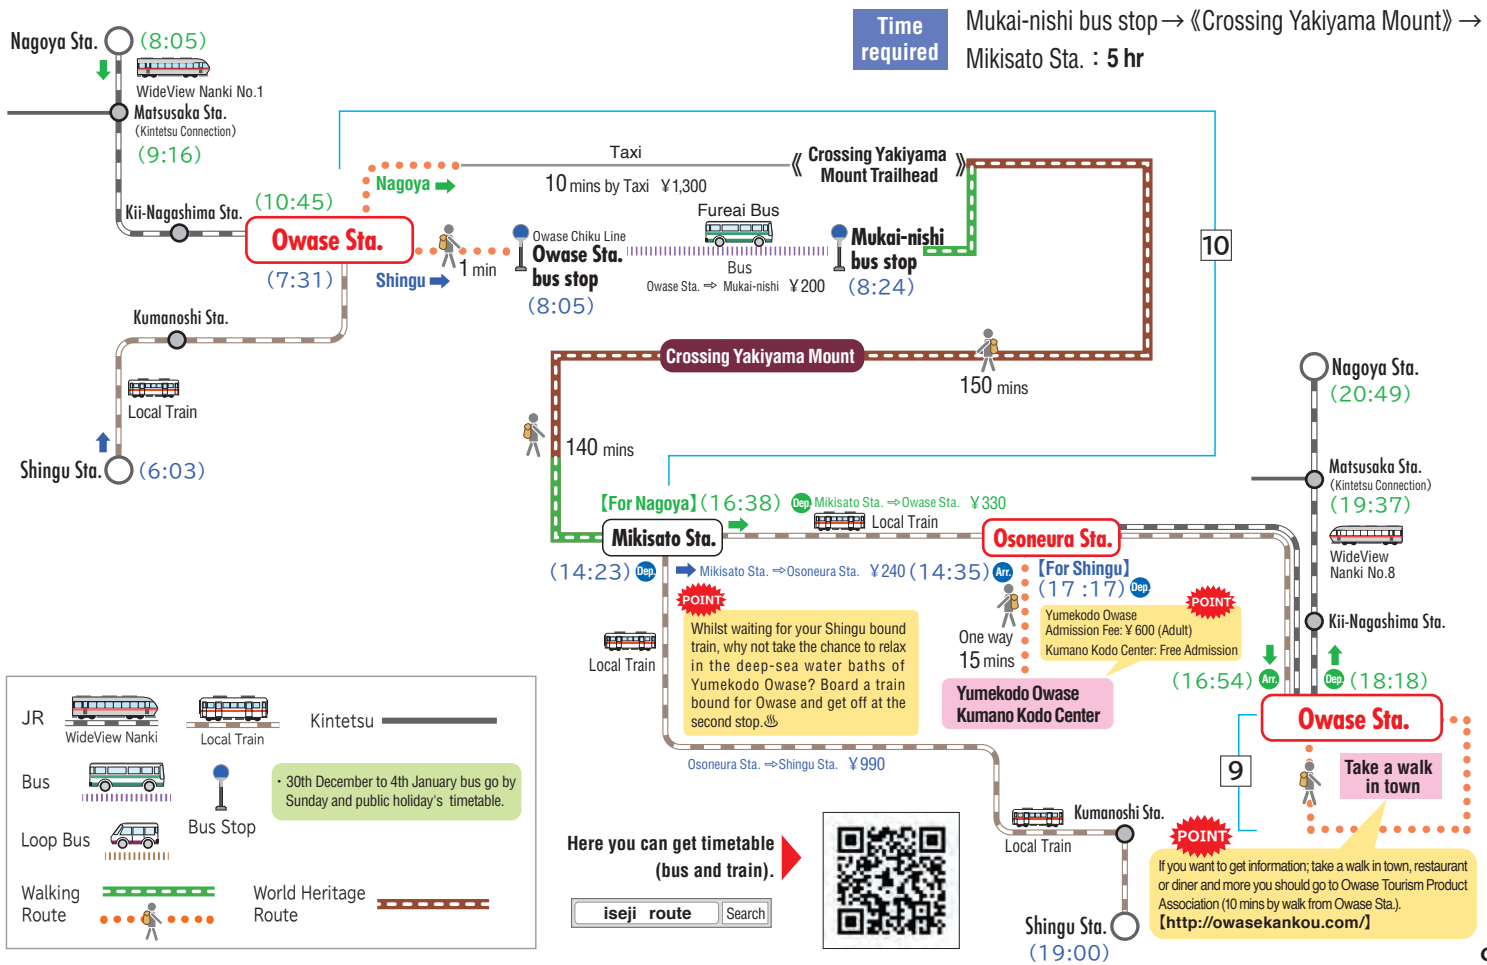 Time
required
Mukai-nishi bus stop→《Crossing Yakiyama Mount》→
Mikisato Sta.：5 hr
Nagoya Sta. (8:05)
WideView Nanki No.1
Matsusaka Sta.
(Kintetsu Connection)
(9:16)
Kii-Nagashima Sta.
(10:45)
Owase Sta.
(7:31)
Kumanoshi Sta.
Local Train
Shingu Sta. (6:03)
Nagoya
Shingu
Taxi
10 mins by Taxi ¥1,300
《Crossing Yakiyama
Mount Trailhead》
1 min
Owase Chiku Line
Owase Sta.
bus stop
(8:05)
Fureai Bus
Bus
Owase Sta. ⇨ Mukai-nishi ¥200
Mukai-nishi
bus stop
(8:24)
10
Crossing Yakiyama Mount
150 mins
140 mins
【For Nagoya】(16:38) Dep. Mikisato Sta. ⇨Owase Sta. ¥330
Local Train
Mikisato Sta.
Osoneura Sta.
(14:23) Dep. Mikisato Sta. ⇨Osoneura Sta. ¥240 (14:35) Arr.
【For Shingu】
(17:17) Dep.
POINT
Whilst waiting for your Shingu bound
train, why not take the chance to relax
in the deep-sea water baths of
Yumekodo Owase? Board a train
bound for Owase and get off at the
second stop.♨
Local Train
One way
15 mins
POINT
Yumekodo Owase
Admission Fee: ¥600 (Adult)
Kumano Kodo Center: Free Admission
Yumekodo Owase
Kumano Kodo Center
Osoneura Sta. ⇨Shingu Sta. ¥990
Local Train
Kumanoshi Sta.
Shingu Sta.
(19:00)
Nagoya Sta.
(20:49)
Matsusaka Sta.
(Kintetsu Connection)
(19:37)
WideView
Nanki No.8
Kii-Nagashima Sta.
(16:54) Arr. Dep. (18:18)
Owase Sta.
9
Take a walk
in town
POINT
If you want to get information; take a walk in town, restaurant
or diner and more you should go to Owase Tourism Product
Association (10 mins by walk from Owase Sta.).
【http://owasekankou.com/】
JR
WideView Nanki
Local Train
Kintetsu
Bus
Bus Stop
・30th December to 4th January bus go by
Sunday and public holiday's timetable.
Loop Bus
Walking
Route
World Heritage
Route
Here you can get timetable
(bus and train).
iseji route Search